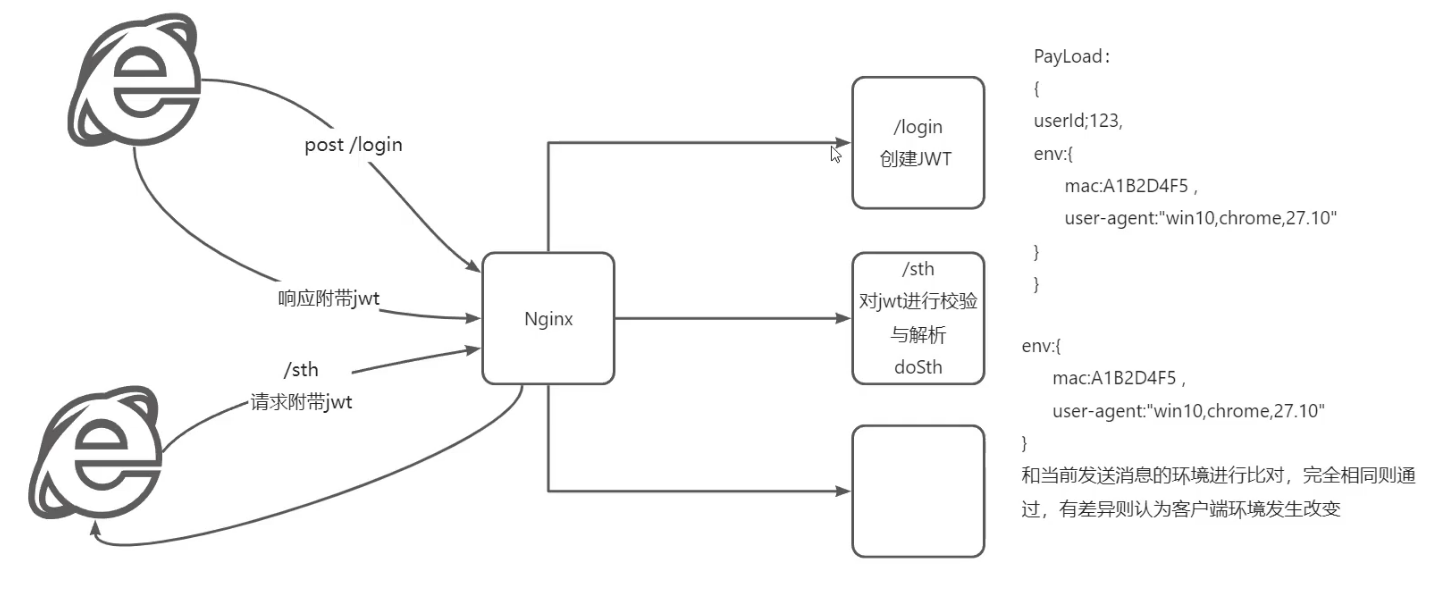 post /login
响应附带jwt
/sth
请求附带jwt
Nginx
/login
创建JWT
/sth
对jwt进行校验
与解析
doSth
PayLoad：
{
userId;123,
env:{
mac:A1B2D4F5 ,
user-agent:"win10,chrome,27.10"
}
}
env:{
mac:A1B2D4F5 ,
user-agent:"win10,chrome,27.10"
}
和当前发送消息的环境进行比对，完全相同则通
过，有差异则认为客户端环境发生改变